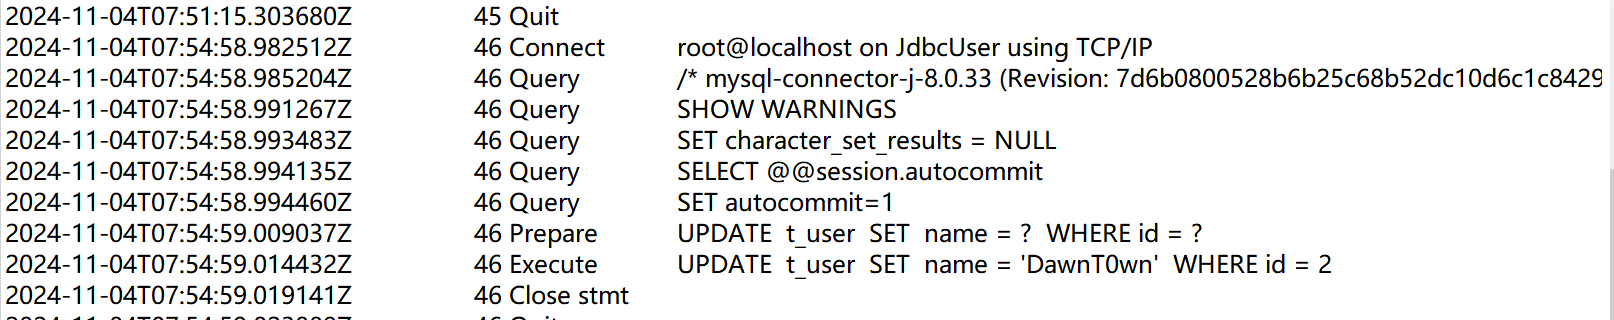 2024-11-04T07:51:15.303680Z 45 Quit
2024-11-04T07:54:58.982512Z 46 Connect root@localhost on JdbcUser using TCP/IP
2024-11-04T07:54:58.985204Z 46 Query /* mysql-connector-j-8.0.33 (Revision: 7d6b0800528b6b25c68b52dc10d6c1c8429
2024-11-04T07:54:58.991267Z 46 Query SHOW WARNINGS
2024-11-04T07:54:58.993483Z 46 Query SET character_set_results = NULL
2024-11-04T07:54:58.994135Z 46 Query SELECT @@session.autocommit
2024-11-04T07:54:58.994460Z 46 Query SET autocommit=1
2024-11-04T07:54:59.009037Z 46 Prepare UPDATE  t_user  SET  name = ?  WHERE id = ?
2024-11-04T07:54:59.014432Z 46 Execute UPDATE  t_user  SET  name = 'DawnT0wn'  WHERE id = 2
2024-11-04T07:54:59.019141Z 46 Close stmt